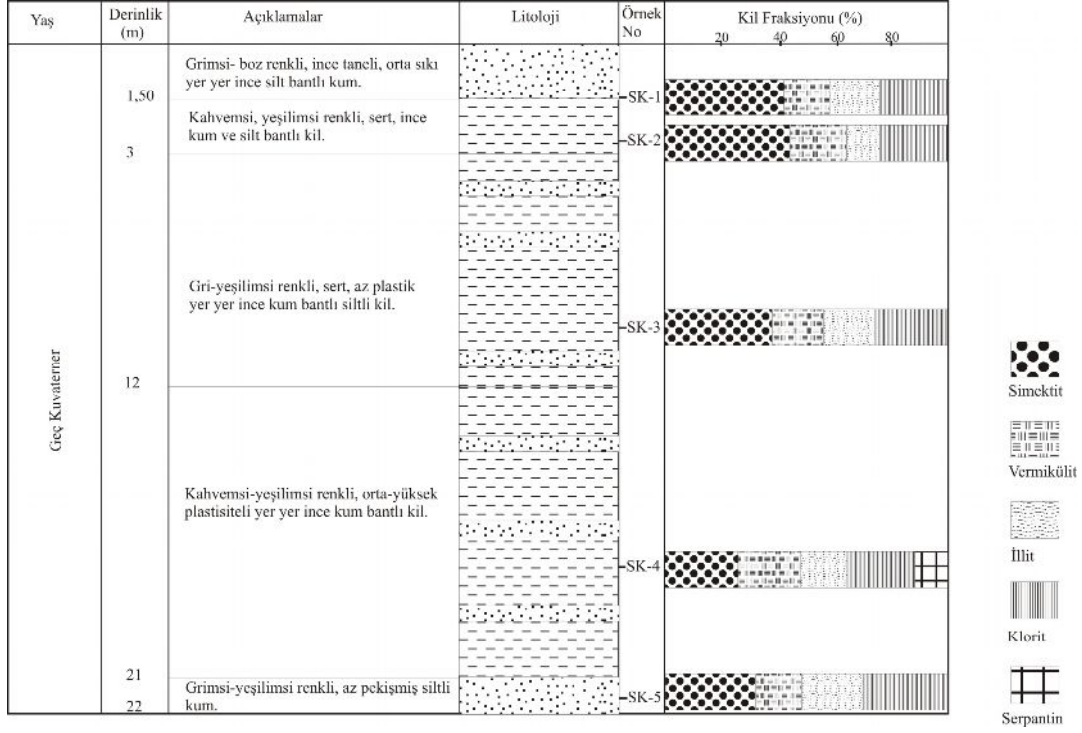 Yaş
Derinlik
(m)
Açıklamalar
Litoloji
Örnek
No
Kil Fraksiyonu (%)
20 40 60 80
Geç Kuvaterner
Grimsi- boz renkli, ince taneli, orta sıkı
yer yer ince silt bantlı kum.
1,50
SK-1
Kahvemsi, yeşilimsi renkli, sert, ince
kum ve silt bantlı kil.
SK-2
3
Gri-yeşilimsi renkli, sert, az plastik
yer yer ince kum bantlı siltli kil.
SK-3
12
Kahvemsi-yeşilimsi renkli, orta-yüksek
plastisiteli yer yer ince kum bantlı kil.
SK-4
21
Grimsi-yeşilimsi renkli, az pekişmiş siltli
kum.
22
SK-5
Simektit
Vermikülit
İllit
Klorit
Serpantin